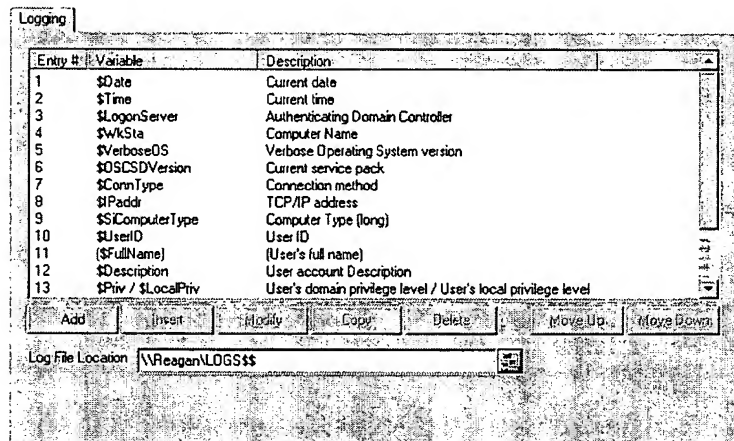 Logging
Entry # Variable Description
1 $Date Current date
2 $Time Current time
3 $LogonServer Authenticating Domain Controller
4 $WkSta Computer Name
5 $VerboseOS Verbose Operating System version
6 $OSCSDVersion Current service pack
7 $ConnType Connection method
8 $IPaddr TCP/IP address
9 $SiComputerType Computer Type (long)
10 $UserID User ID
11 ($FullName) (User's full name)
12 $Description User account Description
13 $Priv / $LocalPriv User's domain privilege level / User's local privilege level
Add Insert Modify Copy Delete Move Up Move Down
Log File Location \\Reagan\LOGS$$